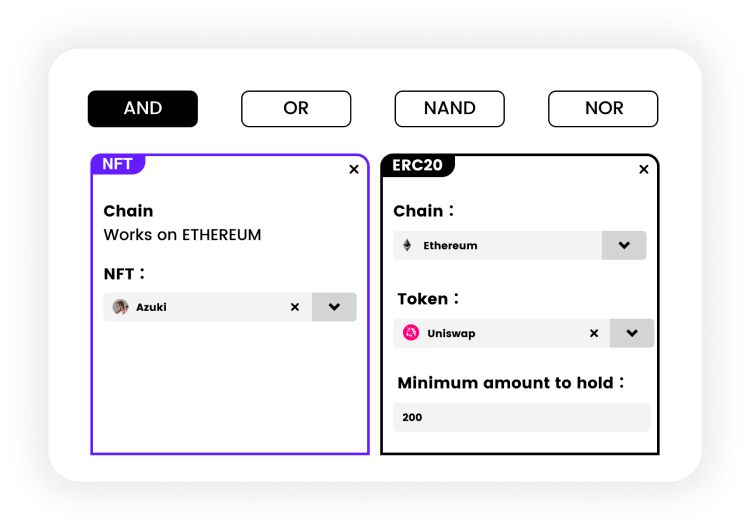 AND
OR
NAND
NOR
NFT
Chain
Works on ETHEREUM
NFT :
Azuki
ERC20
Chain :
Ethereum
Token :
Uniswap
Minimum amount to hold :
200